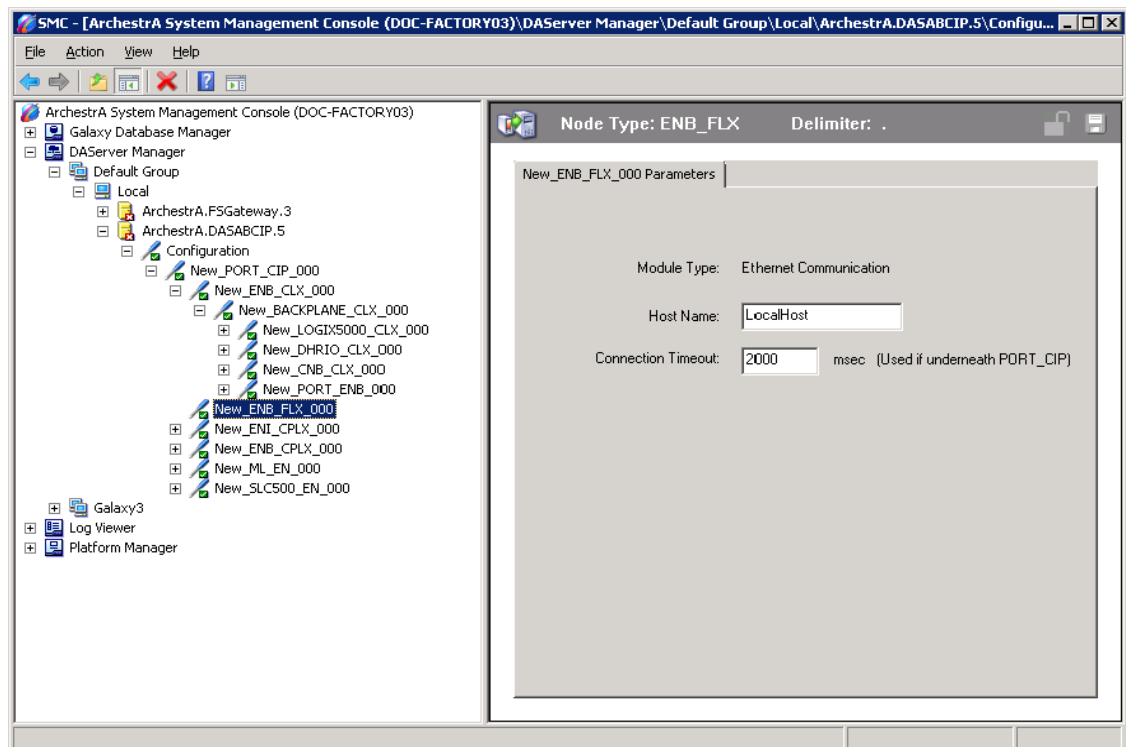 SMC - [ArchestrA System Management Console (DOC-FACTORY03)\DAServer Manager\Default Group\Local\ArchestrA.DASABCIP.5\Configu...
File Action View Help
ArchestrA System Management Console (DOC-FACTORY03)
Galaxy Database Manager
DAServer Manager
Default Group
Local
ArchestrA.FSGateway.3
ArchestrA.DASABCIP.5
Configuration
New_PORT_CIP_000
New_ENB_CLX_000
New_BACKPLANE_CLX_000
New_LOGIX5000_CLX_000
New_DHRIO_CLX_000
New_CNB_CLX_000
New_PORT_ENB_000
New_ENB_FLX_000
New_ENI_CPLX_000
New_ENB_CPLX_000
New_ML_EN_000
New_SLC500_EN_000
Galaxy3
Log Viewer
Platform Manager
Node Type: ENB_FLX Delimiter: .
New_ENB_FLX_000 Parameters
Module Type: Ethernet Communication
Host Name: LocalHost
Connection Timeout: 2000 msec (Used if underneath PORT_CIP)